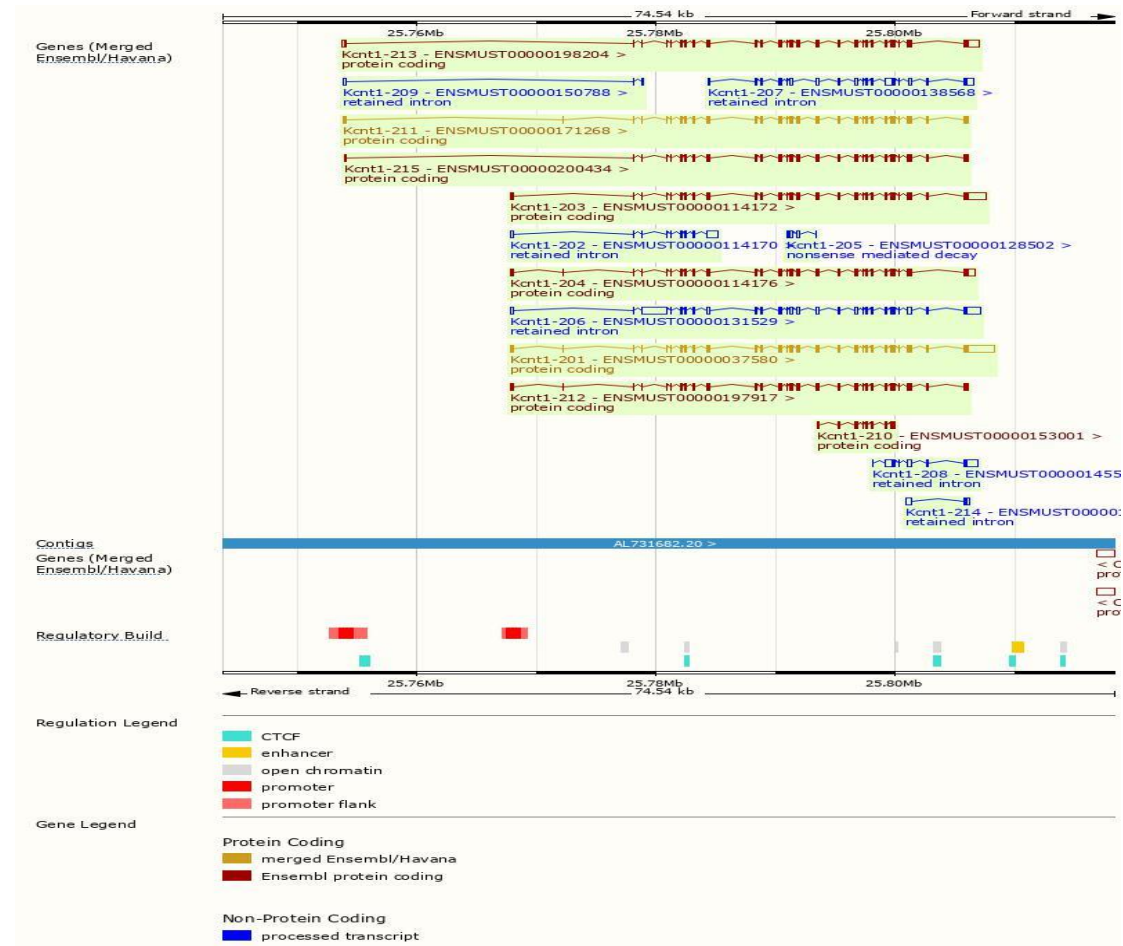 74.54 kb Forward strand
25.76Mb 25.78Mb 25.80Mb
Genes (Merged
Ensembl/Havana)
Kcnt1-213 - ENSMUST00000198204 >
protein coding
Kcnt1-209 - ENSMUST00000150788 > Kcnt1-207 - ENSMUST00000138568 >
retained intron retained intron
Kcnt1-211 - ENSMUST00000171268 >
protein coding
Kcnt1-215 - ENSMUST00000200434 >
protein coding
Kcnt1-203 - ENSMUST00000114172 >
protein coding
Kcnt1-202 - ENSMUST00000114170 > Kcnt1-205 - ENSMUST00000128502 >
retained intron nonsense mediated decay
Kcnt1-204 - ENSMUST00000114176 >
protein coding
Kcnt1-206 - ENSMUST00000131529 >
retained intron
Kcnt1-201 - ENSMUST00000037580 >
protein coding
Kcnt1-212 - ENSMUST00000197917 >
protein coding
Kcnt1-210 - ENSMUST00000153001 >
protein coding
Kcnt1-208 - ENSMUST0000001455
retained intron
Kcnt1-214 - ENSMUST000001
retained intron
Contigs AL731682.20 >
Genes (Merged
Ensembl/Havana)
< C
pro
< C
pro
Regulatory Build
25.76Mb 25.78Mb 25.80Mb
Reverse strand 74.54 kb
Regulation Legend
CTCF
enhancer
open chromatin
promoter
promoter flank
Gene Legend
Protein Coding
merged Ensembl/Havana
Ensembl protein coding
Non-Protein Coding
processed transcript